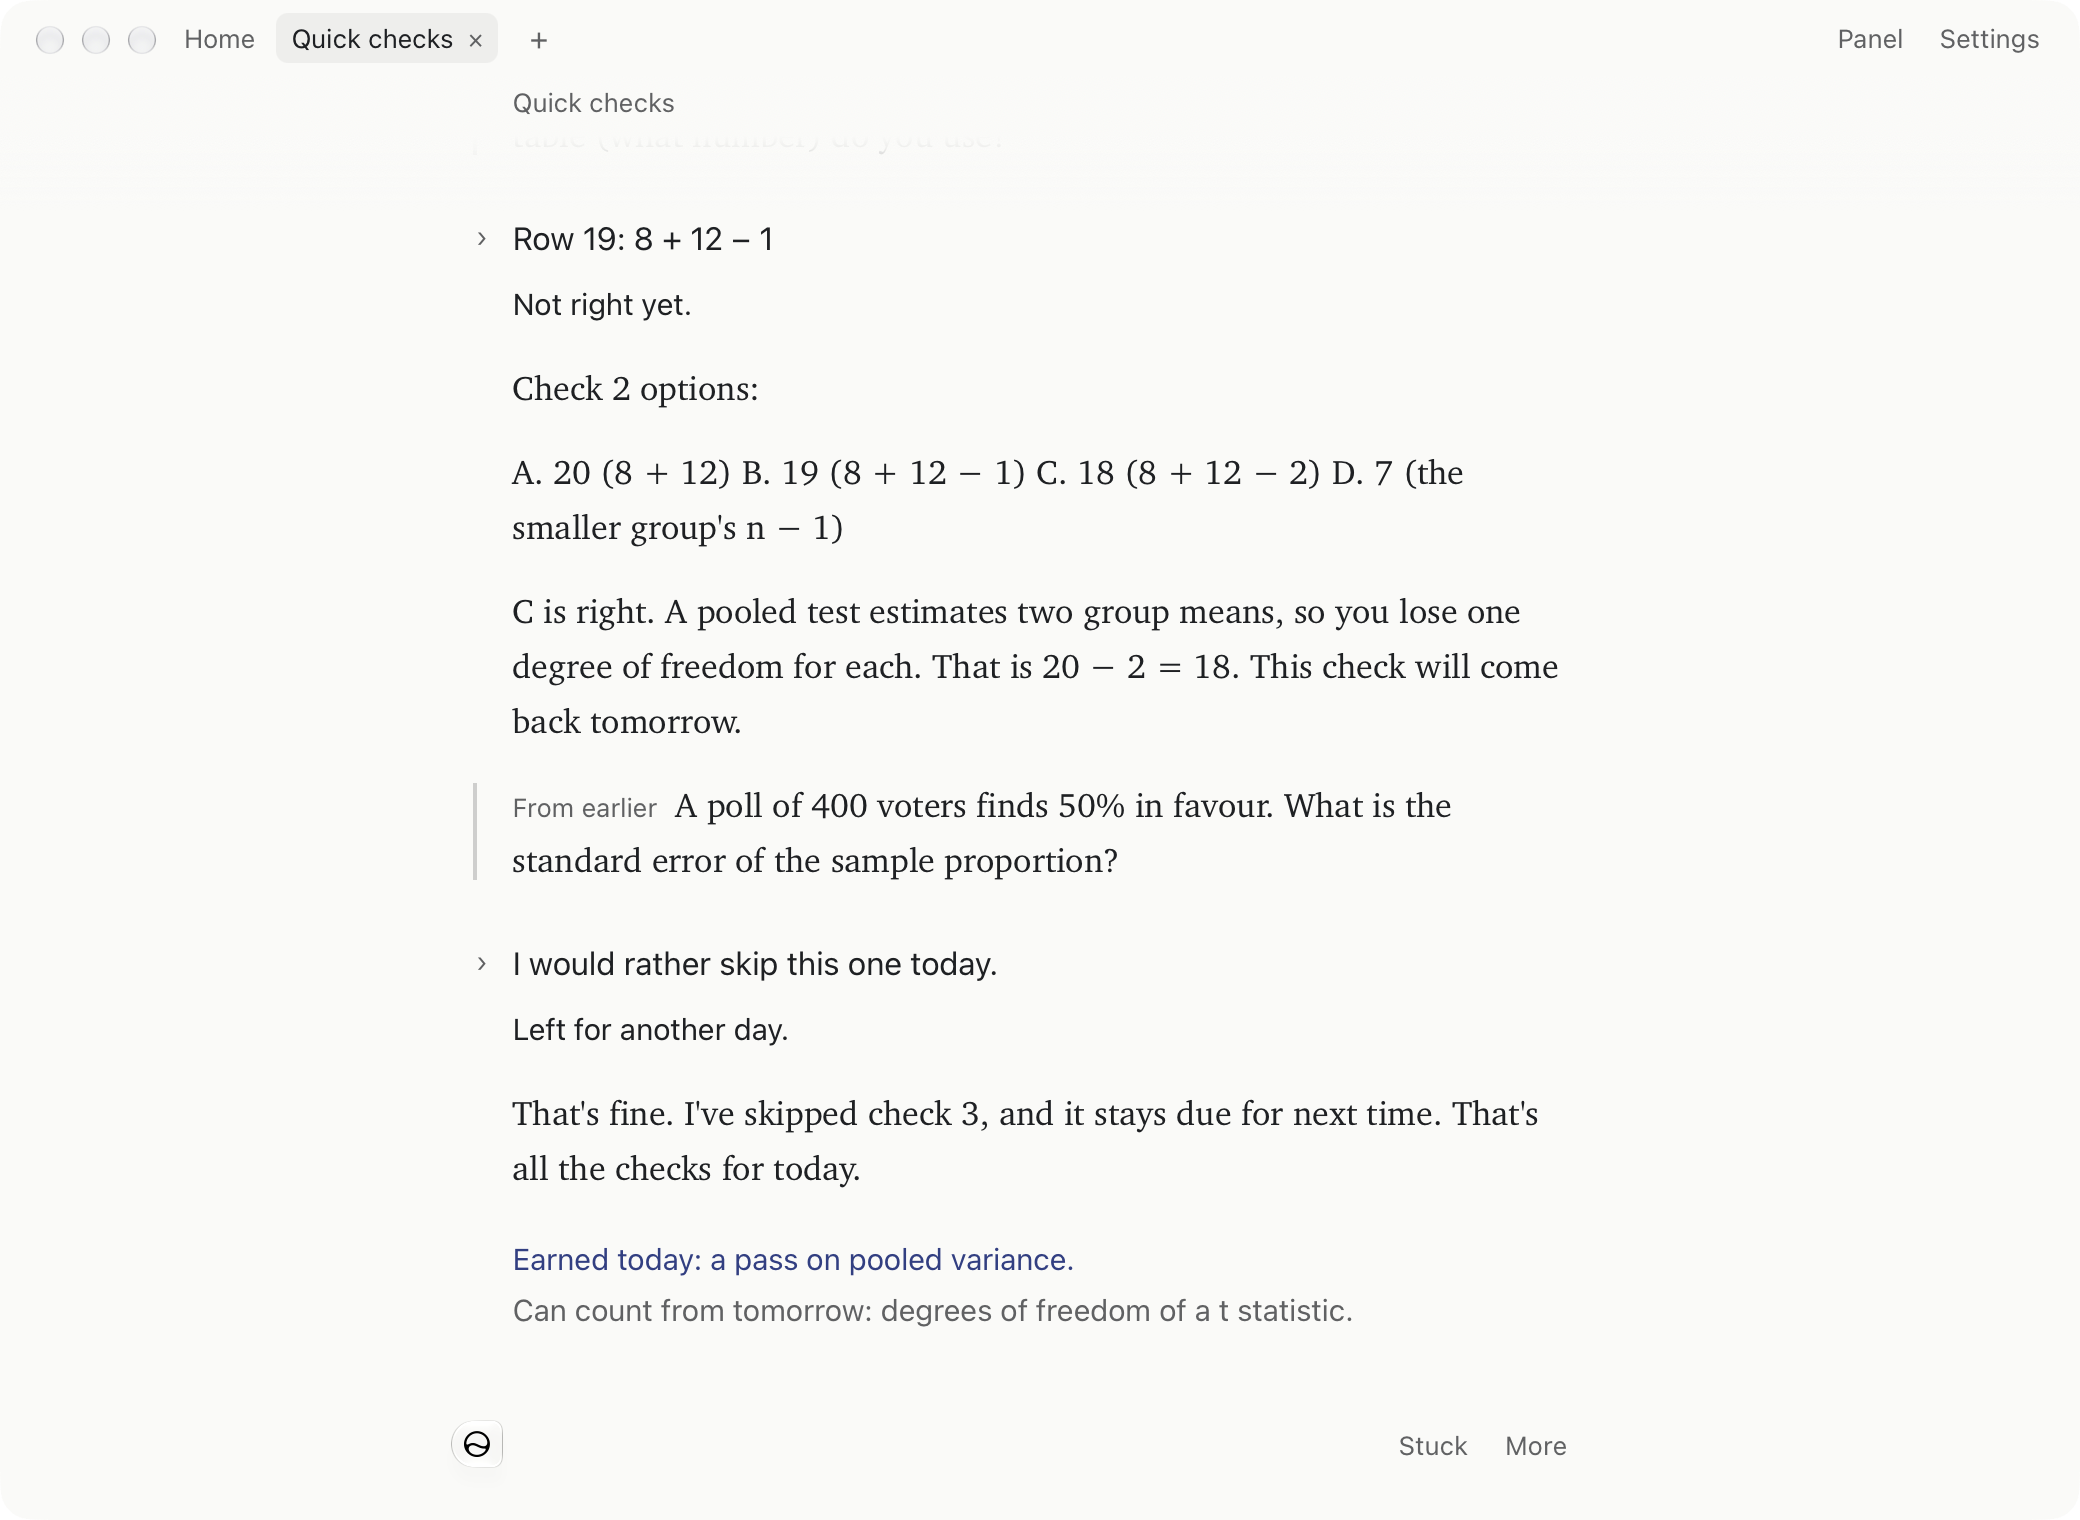 Home
Quick checks ×
+
Panel
Settings
Quick checks
table (what number) do you use?
› Row 19: 8 + 12 – 1
Not right yet.
Check 2 options:
A. 20 (8 + 12) B. 19 (8 + 12 − 1) C. 18 (8 + 12 − 2) D. 7 (the
smaller group's n − 1)
C is right. A pooled test estimates two group means, so you lose one
degree of freedom for each. That is 20 − 2 = 18. This check will come
back tomorrow.
From earlier A poll of 400 voters finds 50% in favour. What is the
standard error of the sample proportion?
› I would rather skip this one today.
Left for another day.
That's fine. I've skipped check 3, and it stays due for next time. That's
all the checks for today.
Earned today: a pass on pooled variance.
Can count from tomorrow: degrees of freedom of a t statistic.
Stuck
More